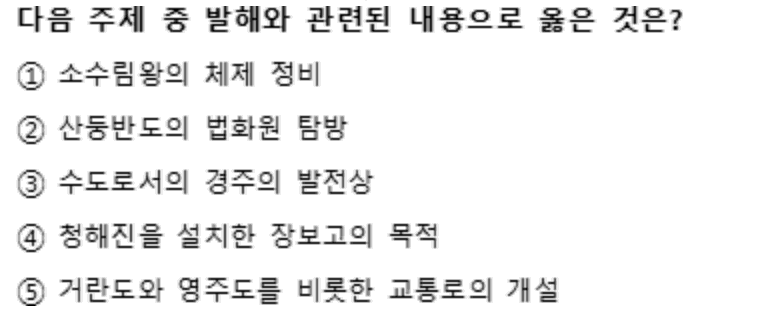 다음 주제 중 발해와 관련된 내용으로 옳은 것은?
① 소수림왕의 체제 정비
② 산둥반도의 법화원 탐방
③ 수도로서의 경주의 발전상
④ 청해진을 설치한 장보고의 목적
⑤ 거란도와 영주도를 비롯한 교통로의 개설